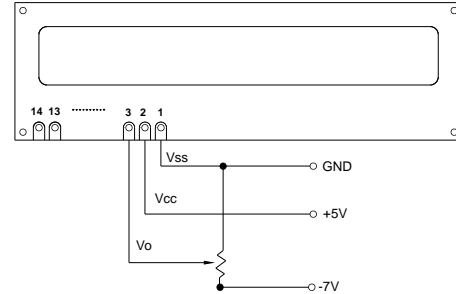 14 13 .......... 3 2 1
Vss
GND
Vcc
+5V
Vo
-7V